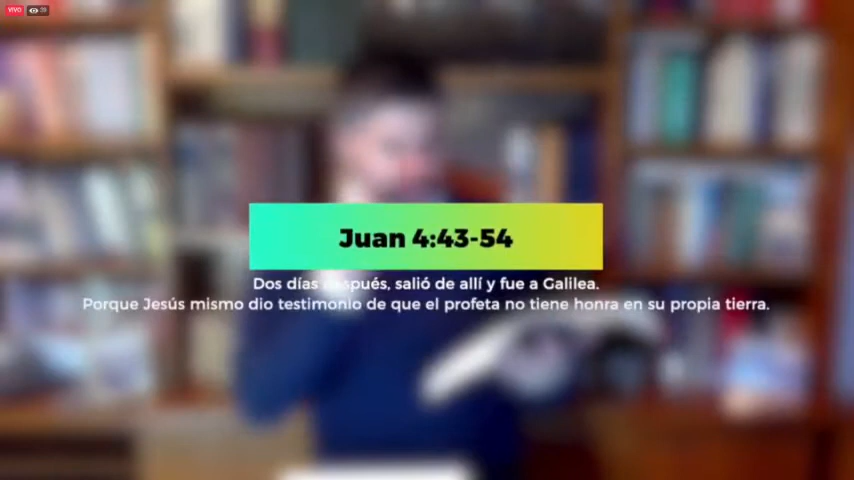 VIVO
Juan 4:43-54
Dos días después, salió de allí y fue a Galilea.
Porque Jesús mismo dio testimonio de que el profeta no tiene honra en su propia tierra.